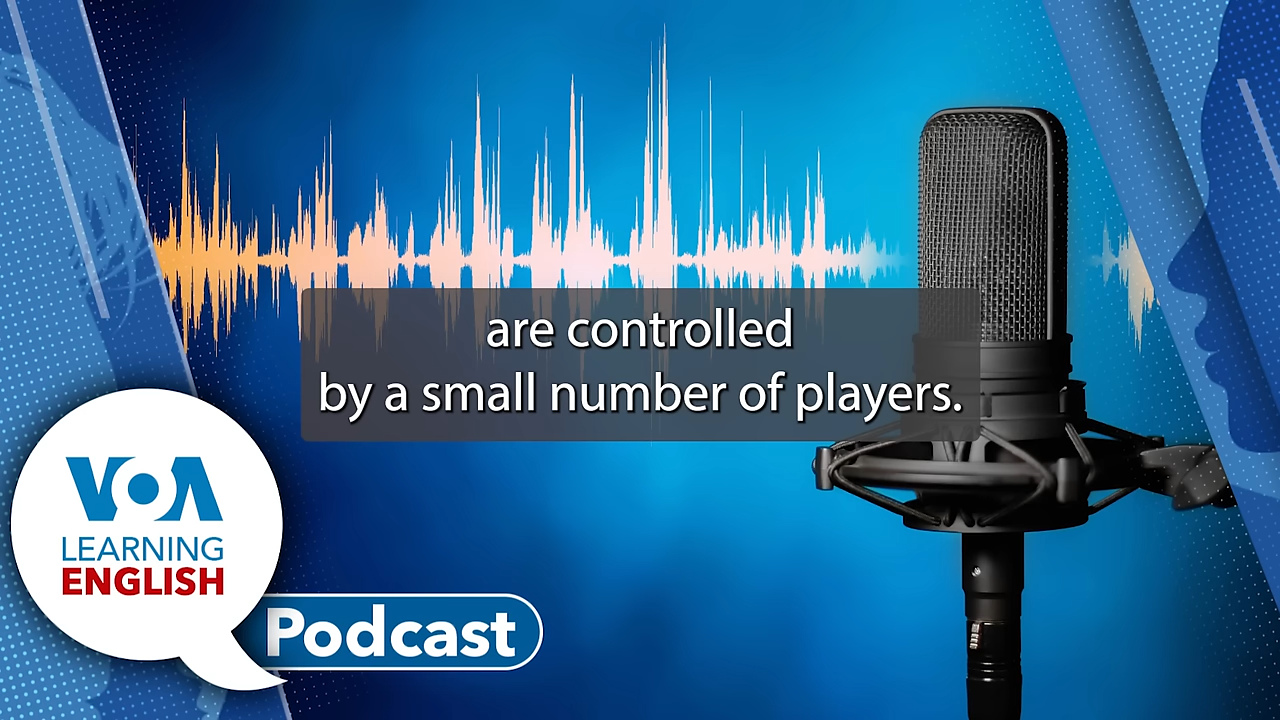 are controlled
by a small number of players.
VOA
LEARNING
ENGLISH
Podcast